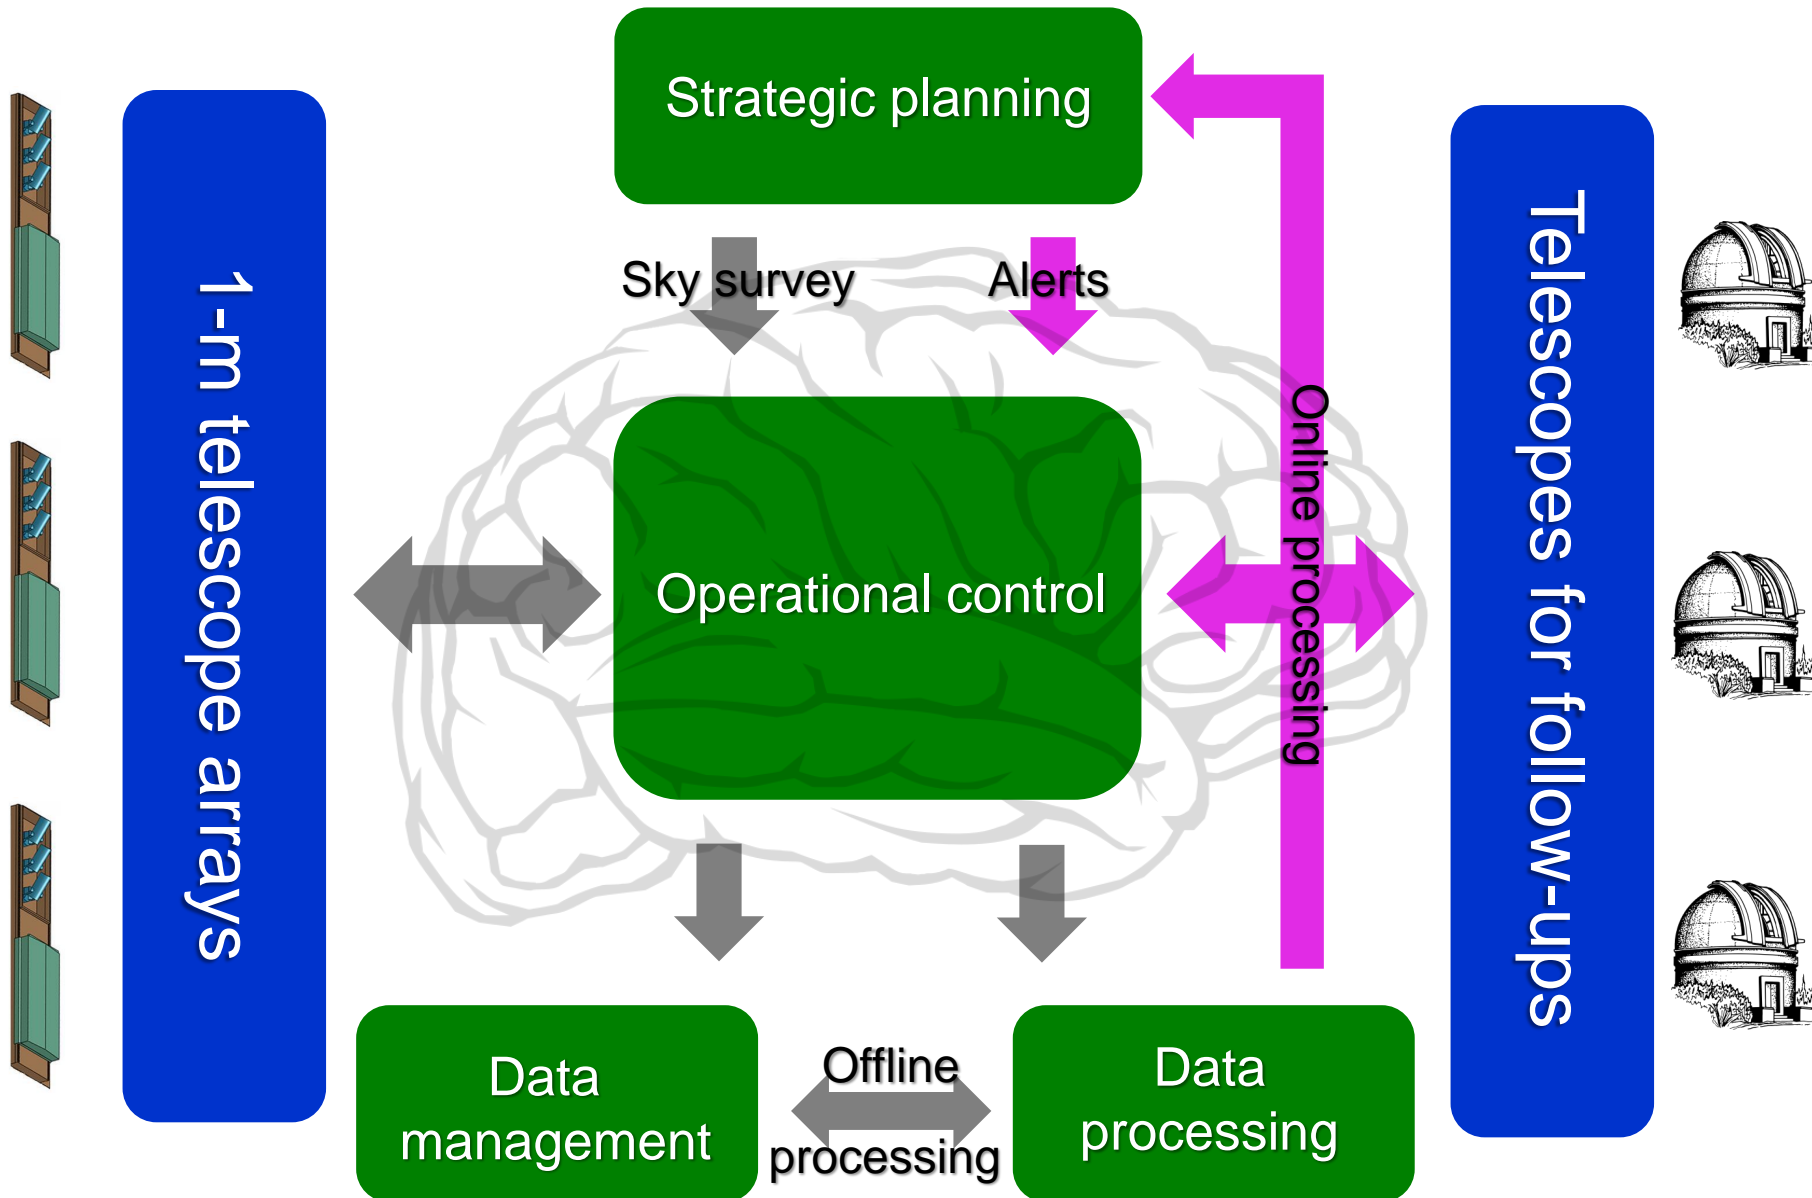 Strategic planning
Sky survey
Alerts
1-m telescope arrays
Operational control
Online processing
Telescopes for follow-ups
Data
management
Offline
processing
Data
processing